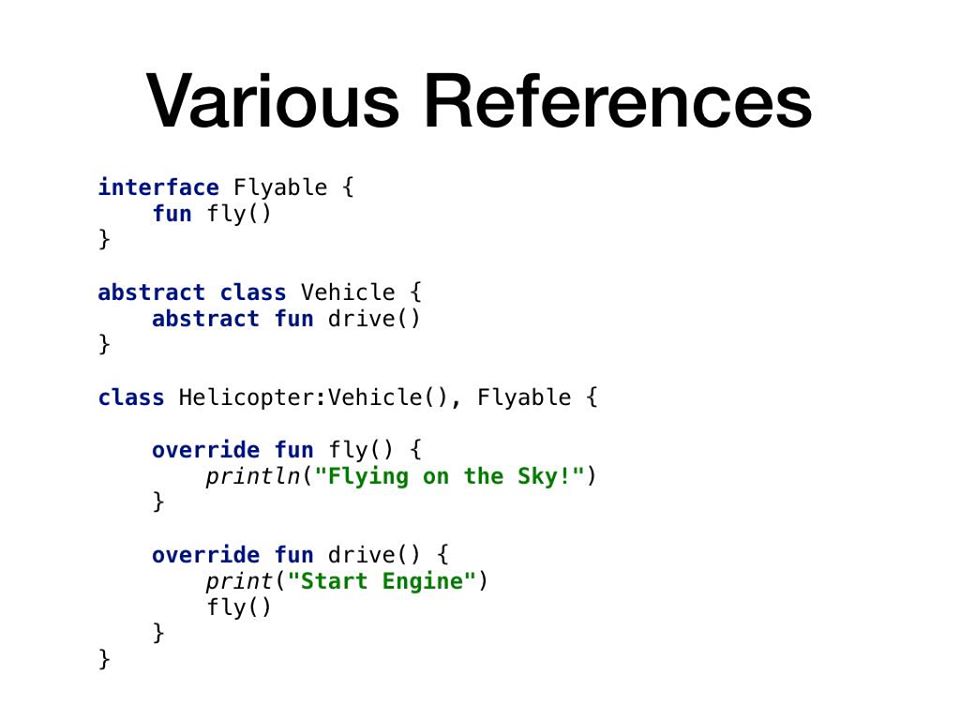 Various References
interface Flyable {
    fun fly()
}
abstract class Vehicle {
    abstract fun drive()
}
class Helicopter:Vehicle(), Flyable {
    override fun fly() {
        println("Flying on the Sky!")
    }
    override fun drive() {
        print("Start Engine")
        fly()
    }
}